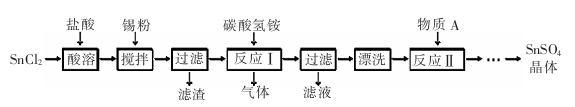 盐酸 锡粉 碳酸氢铵 物质 A
SnCl₂ 酸溶 搅拌 过滤 反应Ⅰ 过滤 漂洗 反应Ⅱ … SnSO₄
晶体
滤渣 气体 滤液